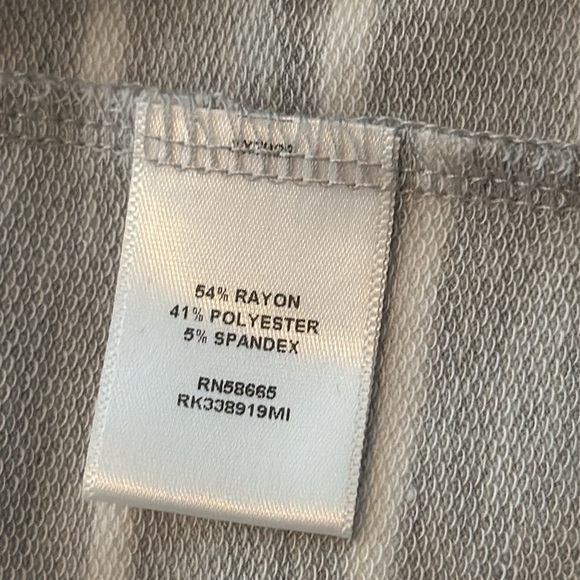 54% RAYON
41% POLYESTER
5% SPANDEX
RN58665
RK338919MI